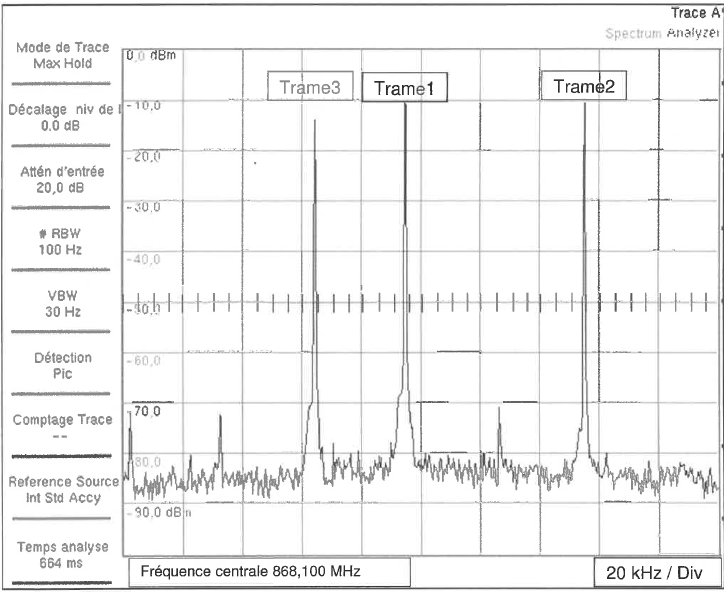 Trace A
Spectrum Analyzer
Mode de Trace
Max Hold
Décalage niv de
0.0 dB
Attén d'entrée
20,0 dB
# RBW
100 Hz
VBW
30 Hz
Détection
Pic
Comptage Trace
--
Reference Source
Int Std Accy
Temps analyse
664 ms
0,0 dBm
-10,0
-20,0
-30,0
-40,0
-50,0
-60,0
70,0
-80,0
-90,0 dBm
Trame3
Trame1
Trame2
Fréquence centrale 868,100 MHz
20 kHz / Div